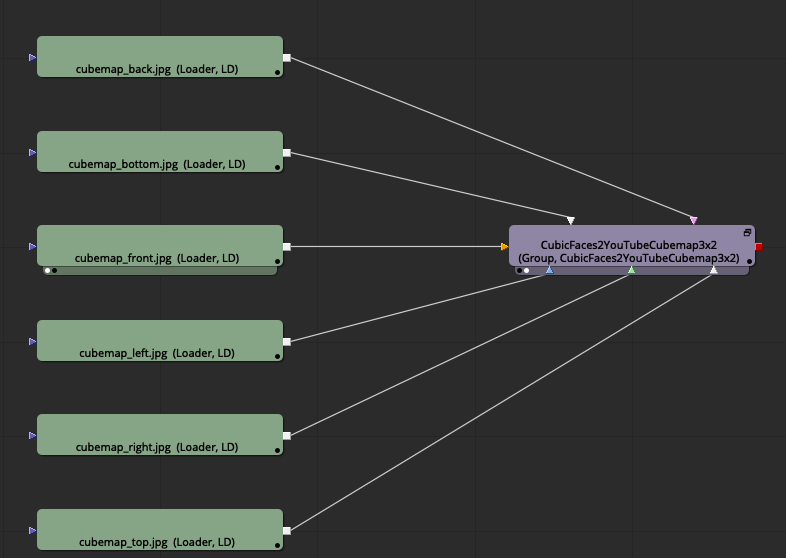 cubemap_back.jpg (Loader, LD)
cubemap_bottom.jpg (Loader, LD)
cubemap_front.jpg (Loader, LD)
CubicFaces2YouTubeCubemap3x2
(Group, CubicFaces2YouTubeCubemap3x2)
cubemap_left.jpg (Loader, LD)
cubemap_right.jpg (Loader, LD)
cubemap_top.jpg (Loader, LD)